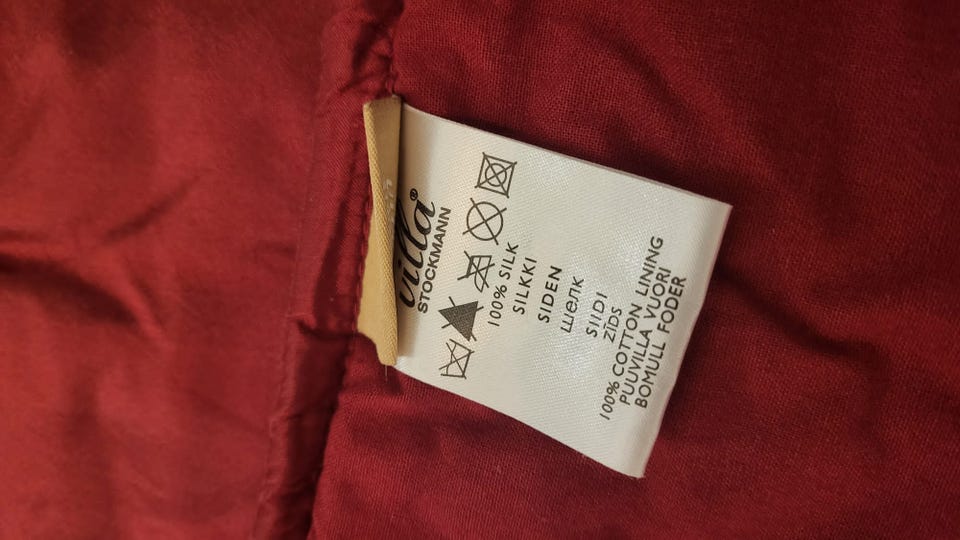 villa®
STOCKMANN
100% SILK
SILKKI
SIDEN
шелк
SIIDI
zīds
100% COTTON LINING
PUUVILLA VUORI
BOMULL FODER